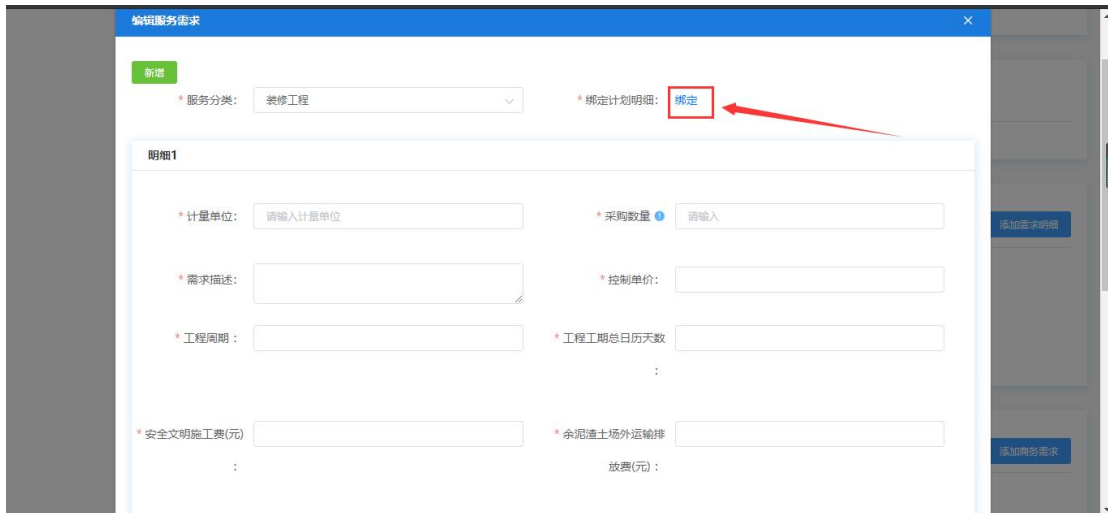 编辑服务需求 ×
新增
* 服务分类: 装修工程 * 绑定计划明细: 绑定
明细1
* 计量单位: 请输入计量单位 * 采购数量 请输入
添加需求明细
* 需求描述: * 控制单价:
* 工程周期 : * 工程工期总日历天数
:
* 安全文明施工费(元) * 余泥渣土场外运输排
: 放费(元) :
添加商务需求